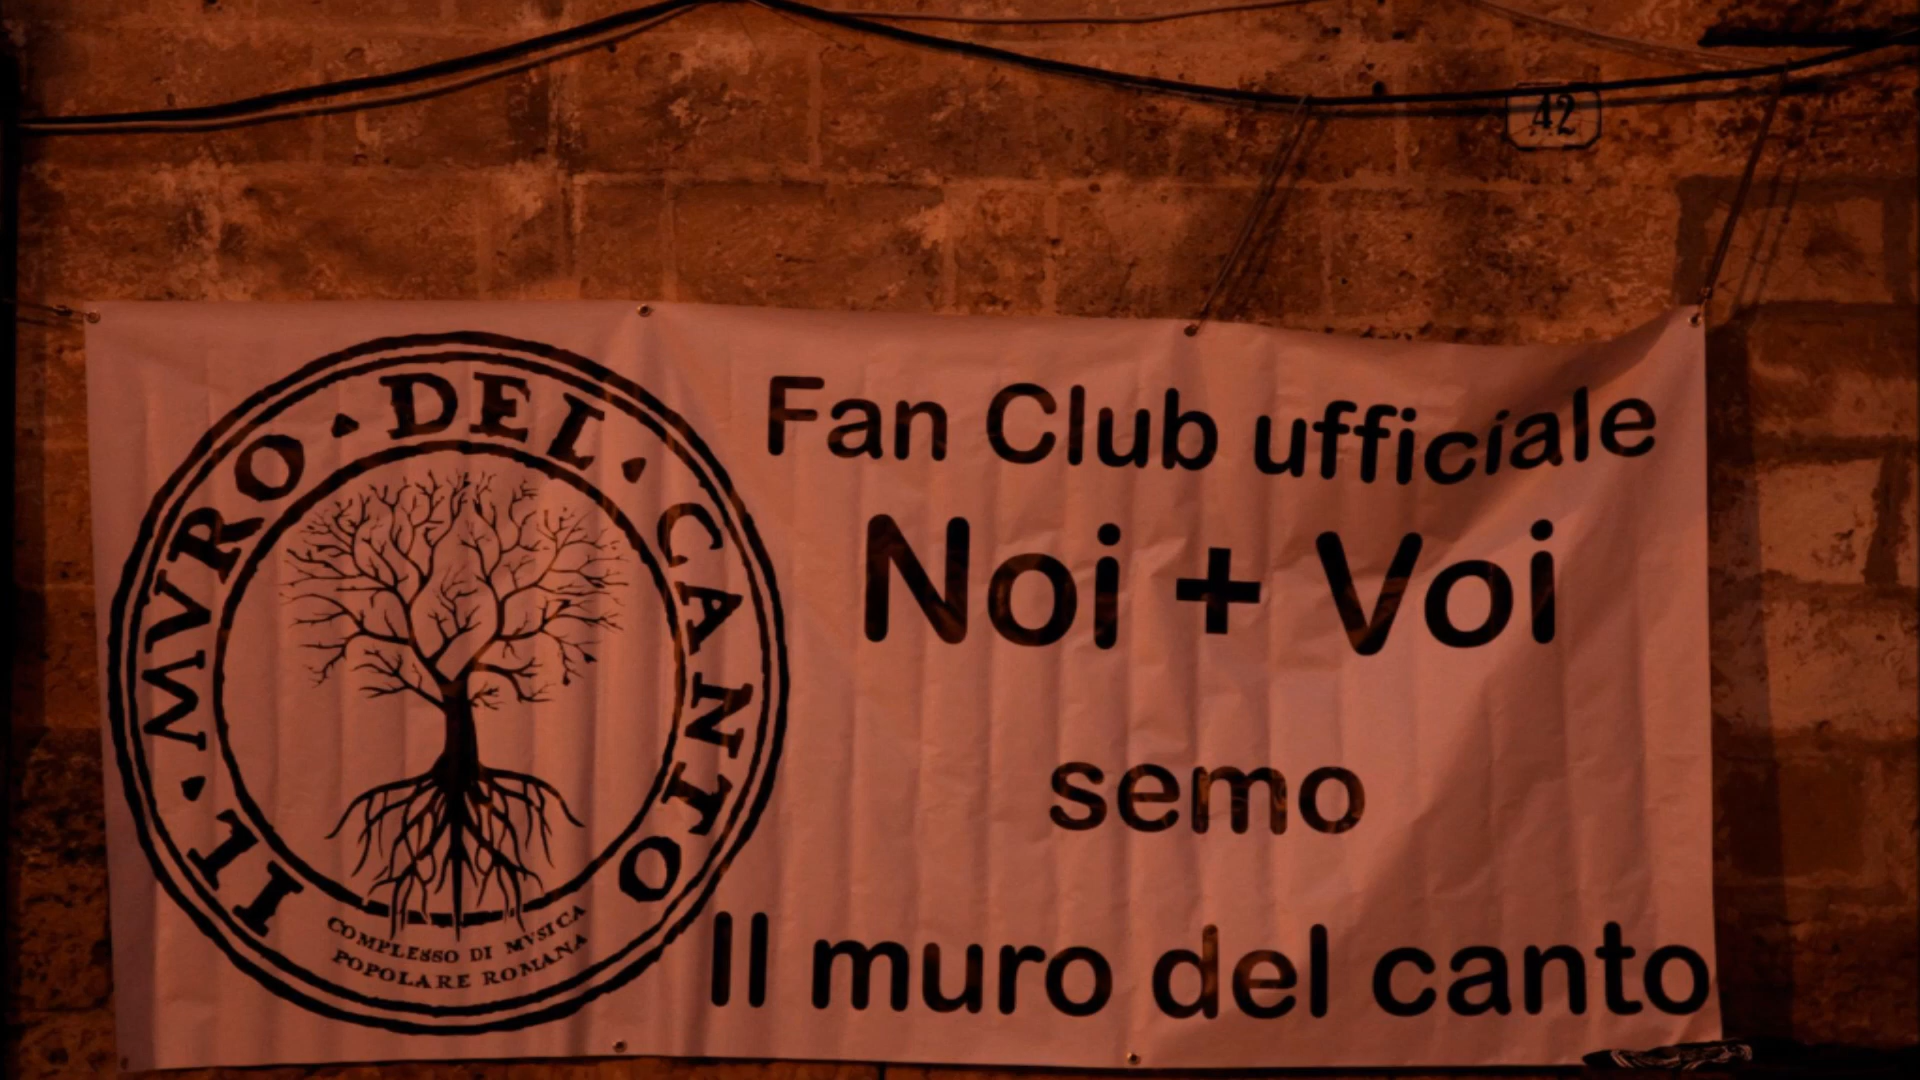 42
IL · MVRO · DEL · CANTO
COMPLESSO DI MVSICA
POPOLARE ROMANA
Fan Club ufficiale
Noi + Voi
semo
Il muro del canto